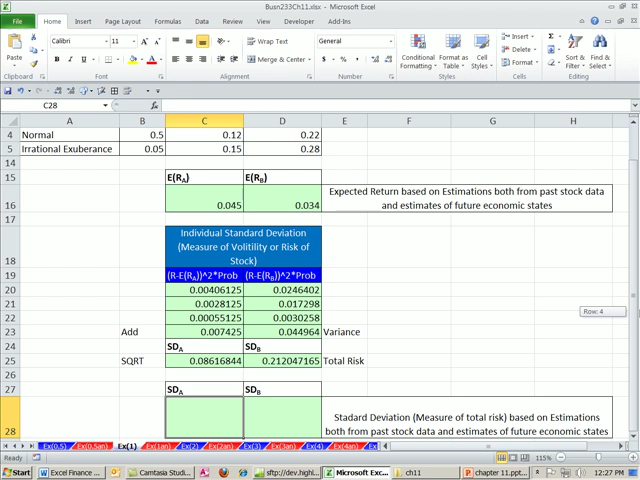 Busn233Ch11.xlsx - Microsoft Excel
File Home Insert Page Layout Formulas Data Review View Developer Add-Ins
Calibri 11 Wrap Text General Insert
Paste Merge & Center Conditional Formatting Format as Table Cell Styles Delete Sort & Filter Find & Select
Format
Clipboard Font Alignment Number Styles Cells Editing
C28 fx
A B C D E F G H
4 Normal 0.5 0.12 0.22
5 Irrational Exuberance 0.05 0.15 0.28
14
15 E(RA) E(RB)
16 0.045 0.034 Expected Return based on Estimations both from past stock data
and estimates of future economic states
17
18 Individual Standard Deviation
(Measure of Volitility or Risk of
Stock)
19 (R-E(RA))^2*Prob (R-E(RB))^2*Prob
20 0.00406125 0.0246402
21 0.0028125 0.017298
22 0.00055125 0.0030258
23 Add 0.007425 0.044964 Variance
24 SDA SDB
25 SQRT 0.08616844 0.212047165 Total Risk
26
27 SDA SDB
28 Stadard Deviation (Measure of total risk) based on Estimations
both from past stock data and estimates of future economic states
Row: 4
Ex(0.5) Ex(0.5an) Ex(1) Ex(1an) Ex(2) Ex(2an) Ex(3) Ex(3an) Ex(4) Ex(4an) Ex
Ready 115%
Start Word Excel Finance ... Camtasia Studi... sftp://dev.highl... Microsoft Exc... ch11 chapter 11.ppt... 12:27 PM